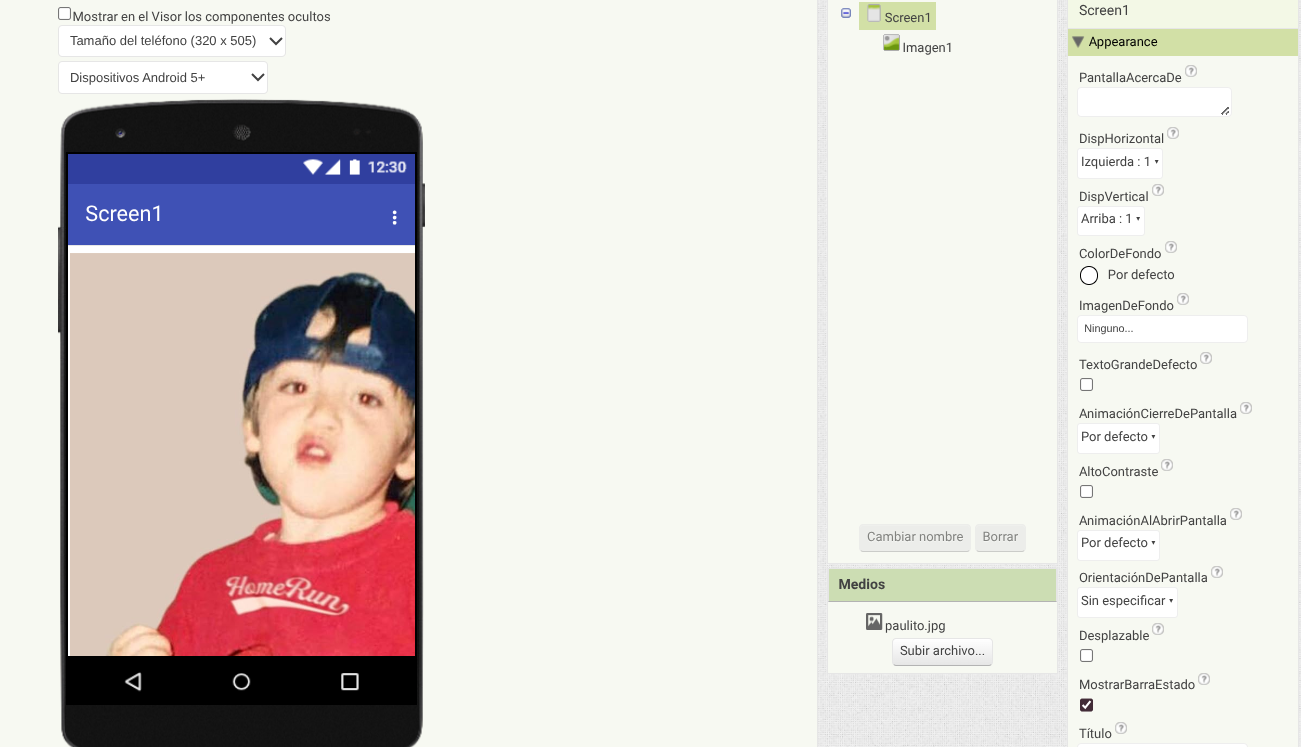 Mostrar en el Visor los componentes ocultos
Tamaño del teléfono (320 x 505)
Dispositivos Android 5+
12:30
Screen1
HomeRun
Screen1
Imagen1
Cambiar nombre
Borrar
Medios
paulito.jpg
Subir archivo...
Screen1
Appearance
PantallaAcercaDe ?
DispHorizontal ?
Izquierda : 1
DispVertical ?
Arriba : 1
ColorDeFondo ?
Por defecto
ImagenDeFondo ?
Ninguno...
TextoGrandeDefecto ?
AnimaciónCierreDePantalla ?
Por defecto
AltoContraste ?
AnimaciónAlAbrirPantalla ?
Por defecto
OrientaciónDePantalla ?
Sin especificar
Desplazable ?
MostrarBarraEstado ?
Título ?